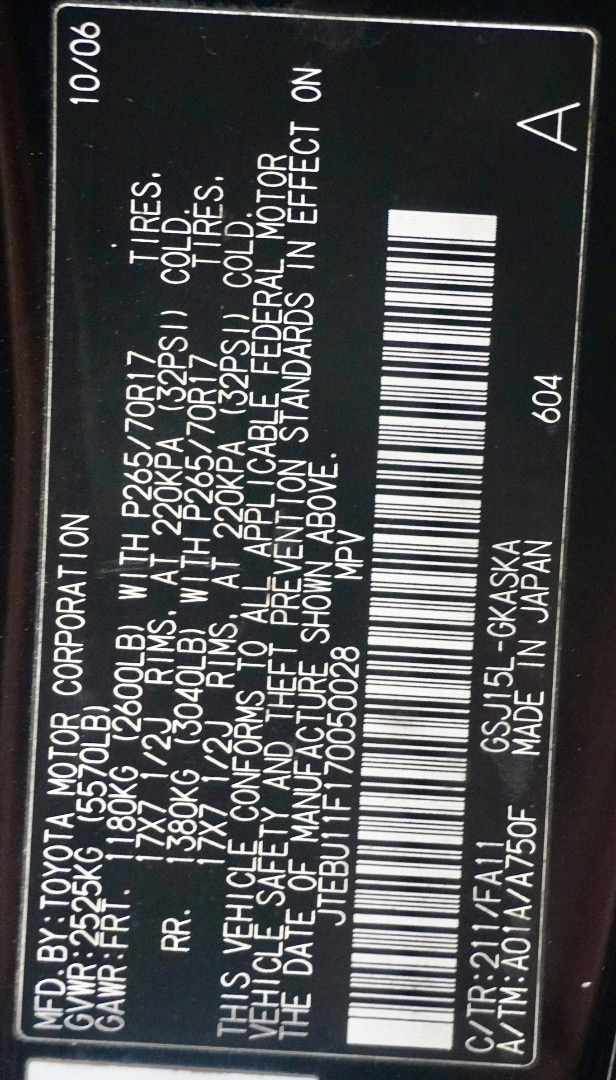 MFD.BY:TOYOTA MOTOR CORPORATION 10/06
GVWR:2525KG (5570LB)
GAWR:FRT. 1180KG (2600LB) WITH P265/70R17 TIRES,
17X7 1/2J RIMS, AT 220KPA (32PSI) COLD.
RR. 1380KG (3040LB) WITH P265/70R17 TIRES,
17X7 1/2J RIMS, AT 220KPA (32PSI) COLD.
THIS VEHICLE CONFORMS TO ALL APPLICABLE FEDERAL MOTOR
VEHICLE SAFETY AND THEFT PREVENTION STANDARDS IN EFFECT ON
THE DATE OF MANUFACTURE SHOWN ABOVE.
JTEBU11F170050028 MPV
C/TR:211/FA11 GSJ15L-GKASKA
A/TM:A01A/A750F MADE IN JAPAN 604 A